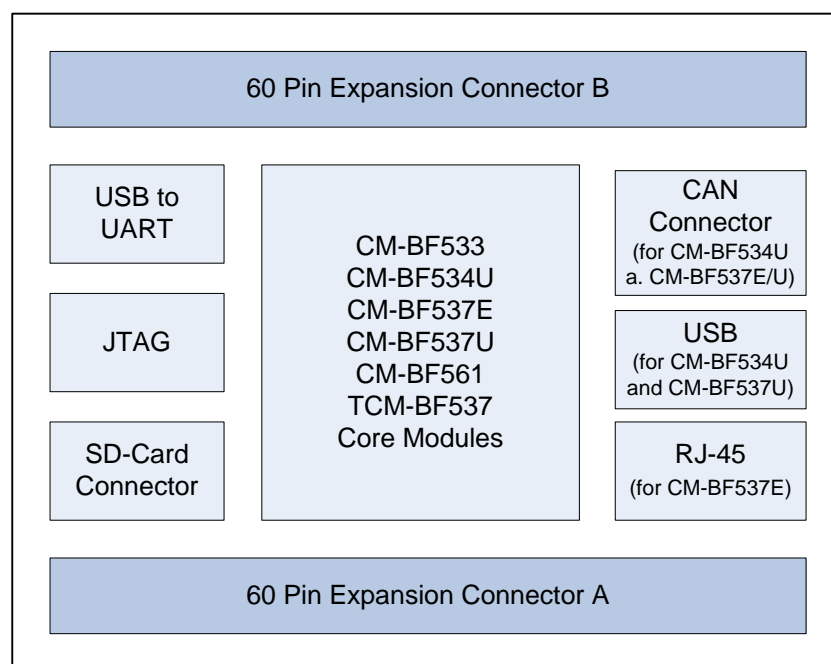 60 Pin Expansion Connector B
USB to
UART
JTAG
SD-Card
Connector
CM-BF533
CM-BF534U
CM-BF537E
CM-BF537U
CM-BF561
TCM-BF537
Core Modules
CAN
Connector
(for CM-BF534U
a. CM-BF537E/U)
USB
(for CM-BF534U
and CM-BF537U)
RJ-45
(for CM-BF537E)
60 Pin Expansion Connector A